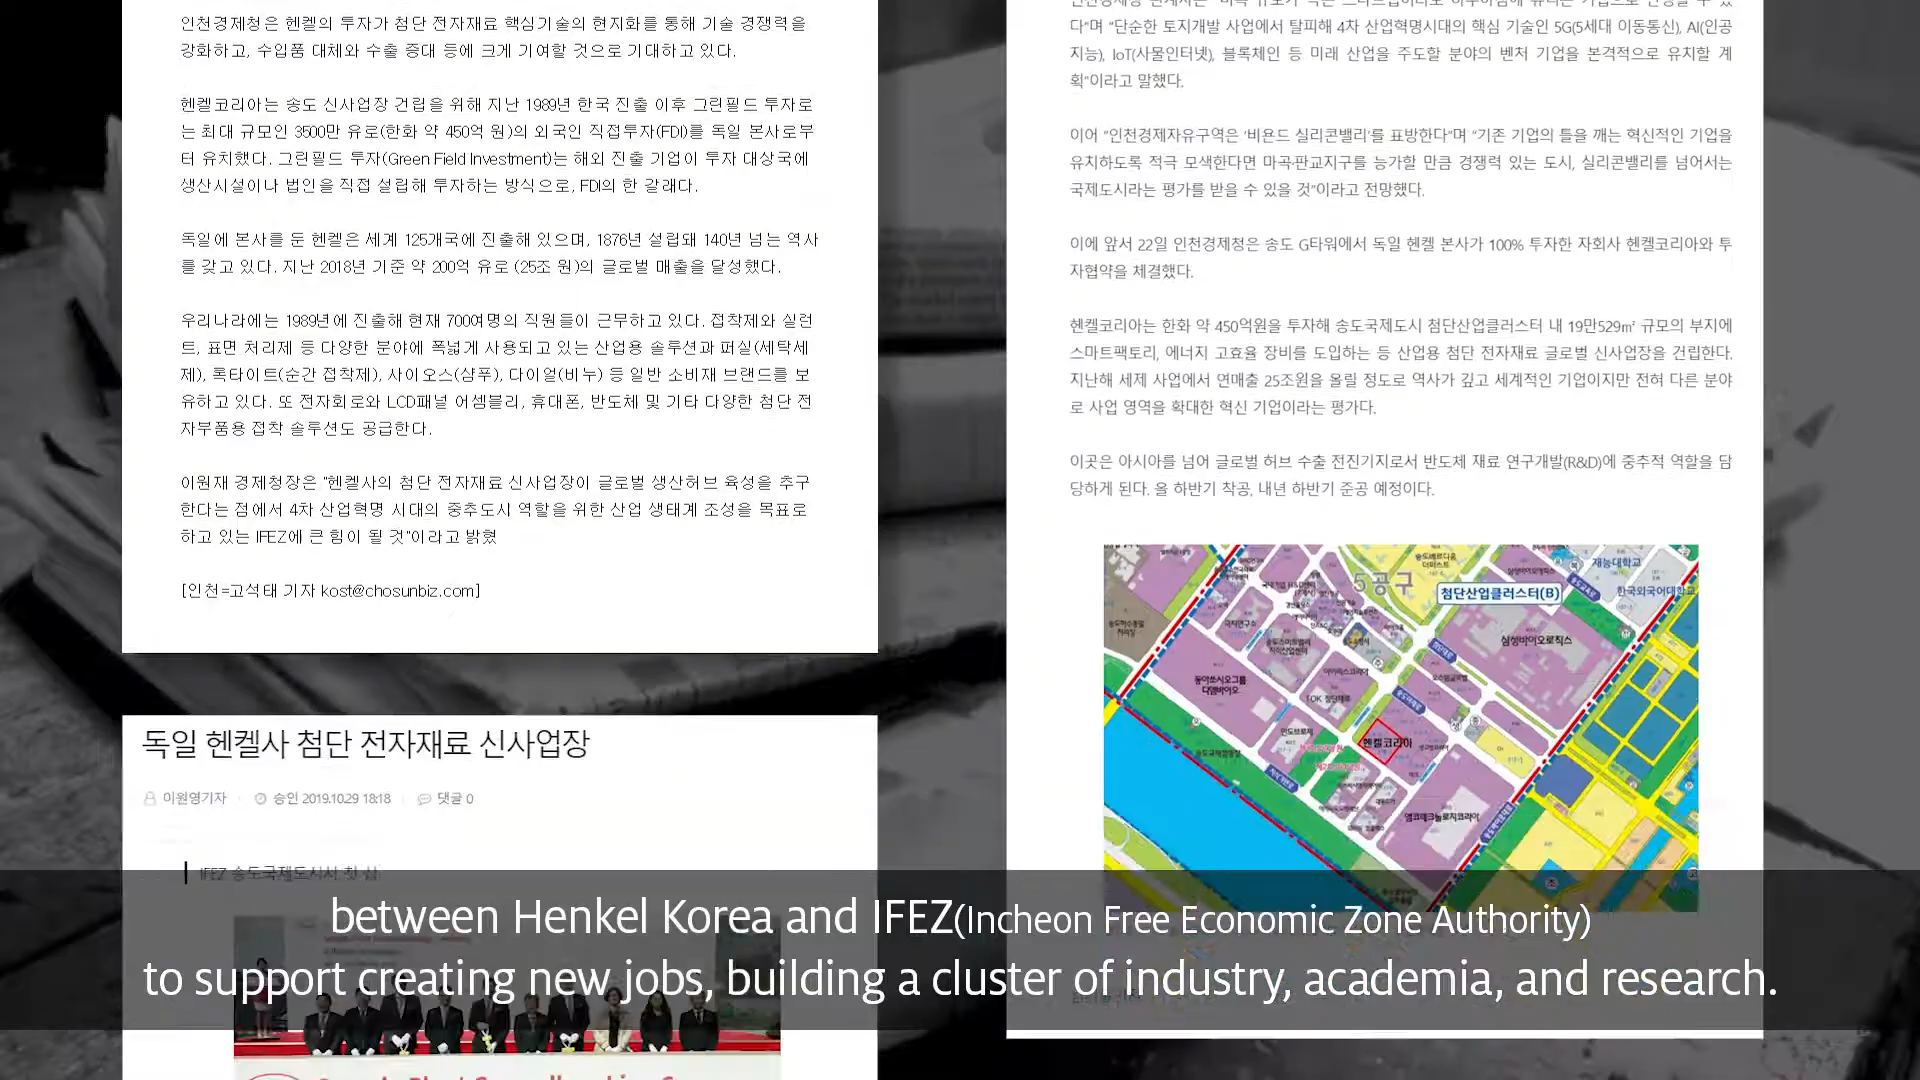 인천경제청은 헨켈의 투자가 첨단 전자재료 핵심기술의 현지화를 통해 기술 경쟁력을
강화하고, 수입품 대체와 수출 증대 등에 크게 기여할 것으로 기대하고 있다.
헨켈코리아는 송도 신사업장 건립을 위해 지난 1989년 한국 진출 이후 그린필드 투자로
는 최대 규모인 3500만 유로(한화 약 450억 원)의 외국인 직접투자(FDI)를 독일 본사로부
터 유치했다. 그린필드 투자(Green Field Investment)는 해외 진출 기업이 투자 대상국에
생산시설이나 법인을 직접 설립해 투자하는 방식으로, FDI의 한 갈래다.
독일에 본사를 둔 헨켈은 세계 125개국에 진출해 있으며, 1876년 설립돼 140년 넘는 역사
를 갖고 있다. 지난 2018년 기준 약 200억 유로 (25조 원)의 글로벌 매출을 달성했다.
우리나라에는 1989년에 진출해 현재 700여명의 직원들이 근무하고 있다. 접착제와 실런
트, 표면 처리제 등 다양한 분야에 폭넓게 사용되고 있는 산업용 솔루션과 퍼실(세탁세
제), 록타이트(순간 접착제), 사이오스(샴푸), 다이얼(비누) 등 일반 소비재 브랜드를 보
유하고 있다. 또 전자회로와 LCD패널 어셈블리, 휴대폰, 반도체 및 기타 다양한 첨단 전
자부품용 접착 솔루션도 공급한다.
이원재 경제청장은 "헨켈사의 첨단 전자재료 신사업장이 글로벌 생산허브 육성을 추구
한다는 점에서 4차 산업혁명 시대의 중추도시 역할을 위한 산업 생태계 조성을 목표로
하고 있는 IFEZ에 큰 힘이 될 것"이라고 밝혔
[인천=고석태 기자 kost@chosunbiz.com]
독일 헨켈사 첨단 전자재료 신사업장
이원영기자 승인 2019.10.29 18:18 댓글 0
IFEZ 송도국제도시서 첫 삽
다"며 "단순한 토지개발 사업에서 탈피해 4차 산업혁명시대의 핵심 기술인 5G(5세대 이동통신), AI(인공
지능), IoT(사물인터넷), 블록체인 등 미래 산업을 주도할 분야의 벤처 기업을 본격적으로 유치할 계
획"이라고 말했다.
이어 "인천경제자유구역은 '비욘드 실리콘밸리'를 표방한다"며 "기존 기업의 틀을 깨는 혁신적인 기업을
유치하도록 적극 모색한다면 마곡·판교지구를 능가할 만큼 경쟁력 있는 도시, 실리콘밸리를 넘어서는
국제도시라는 평가를 받을 수 있을 것"이라고 전망했다.
이에 앞서 22일 인천경제청은 송도 G타워에서 독일 헨켈 본사가 100% 투자한 자회사 헨켈코리아와 투
자협약을 체결했다.
헨켈코리아는 한화 약 450억원을 투자해 송도국제도시 첨단산업클러스터 내 19만529㎡ 규모의 부지에
스마트팩토리, 에너지 고효율 장비를 도입하는 등 산업용 첨단 전자재료 글로벌 신사업장을 건립한다.
지난해 세제 사업에서 연매출 25조원을 올릴 정도로 역사가 깊고 세계적인 기업이지만 전혀 다른 분야
로 사업 영역을 확대한 혁신 기업이라는 평가다.
이곳은 아시아를 넘어 글로벌 허브 수출 전진기지로서 반도체 재료 연구개발(R&D)에 중추적 역할을 담
당하게 된다. 올 하반기 착공, 내년 하반기 준공 예정이다.
5공구
첨단산업클러스터(B)
재능대학교
한국외국어대학교
삼성바이오로직스
동아쏘시오그룹
TOK 첨단재료
헨켈코리아
앰코테크놀로지코리아
between Henkel Korea and IFEZ(Incheon Free Economic Zone Authority)
to support creating new jobs, building a cluster of industry, academia, and research.